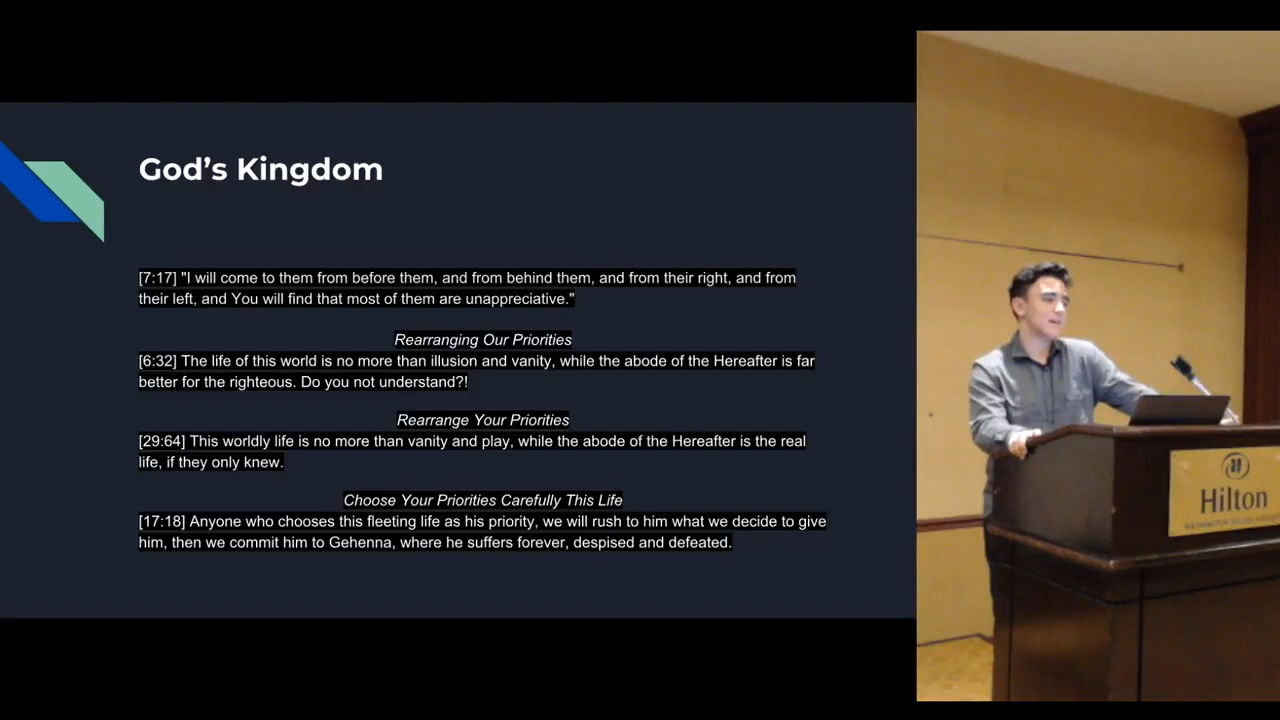 God’s Kingdom
[7:17] "I will come to them from before them, and from behind them, and from their right, and from
their left, and You will find that most of them are unappreciative."
Rearranging Our Priorities
[6:32] The life of this world is no more than illusion and vanity, while the abode of the Hereafter is far
better for the righteous. Do you not understand?!
Rearrange Your Priorities
[29:64] This worldly life is no more than vanity and play, while the abode of the Hereafter is the real
life, if they only knew.
Choose Your Priorities Carefully This Life
[17:18] Anyone who chooses this fleeting life as his priority, we will rush to him what we decide to give
him, then we commit him to Gehenna, where he suffers forever, despised and defeated.
Hilton